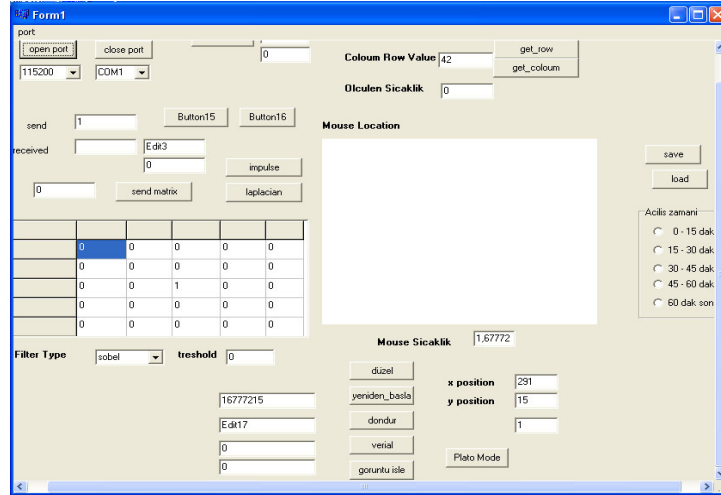 Form1
port
open port
close port
0
Coloum Row Value
42
get_row
get_coloum
115200
COM1
Olculen Sicaklik
0
send
1
Button15
Button16
Mouse Location
received
Edit3
0
impulse
save
load
0
send matrix
laplacian
Acilis zamani
0 - 15 dak
15 - 30 dak
30 - 45 dak
45 - 60 dak
60 dak son
0 0 0 0 0
0 0 0 0 0
0 0 1 0 0
0 0 0 0 0
0 0 0 0 0
Mouse Sicaklik
1,67772
Filter Type
sobel
treshold
0
düzel
x position
291
16777215
yeniden_basla
y position
15
Edit17
dondur
1
0
verial
Plato Mode
0
goruntu isle